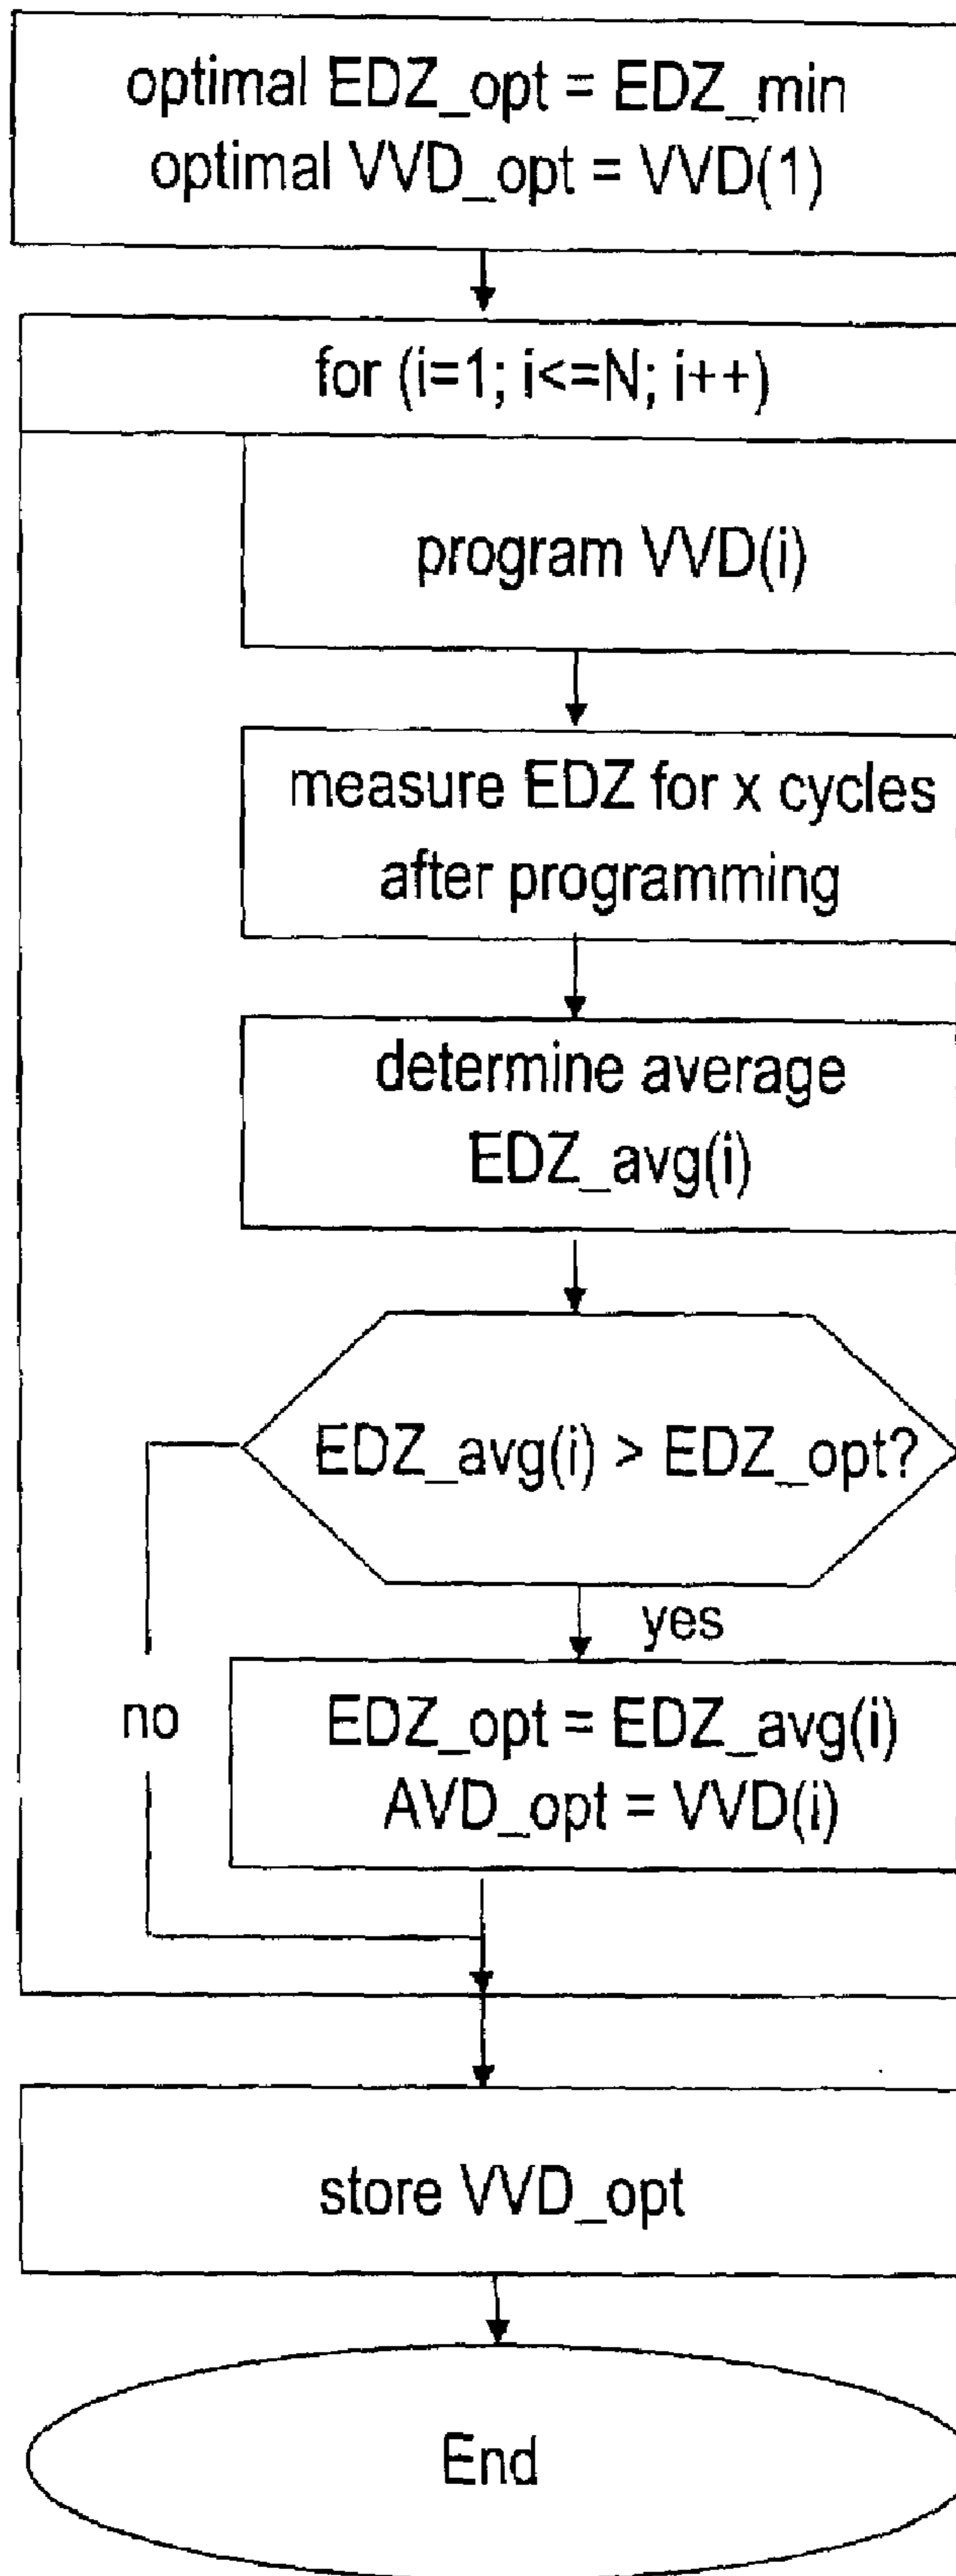 optimal EDZ_opt = EDZ_min
optimal VVD_opt = VVD(1)
for (i=1; i<=N; i++)
program VVD(i)
measure EDZ for x cycles
after programming
determine average
EDZ_avg(i)
EDZ_avg(i) > EDZ_opt?
yes
no
EDZ_opt = EDZ_avg(i)
AVD_opt = VVD(i)
store VVD_opt
End